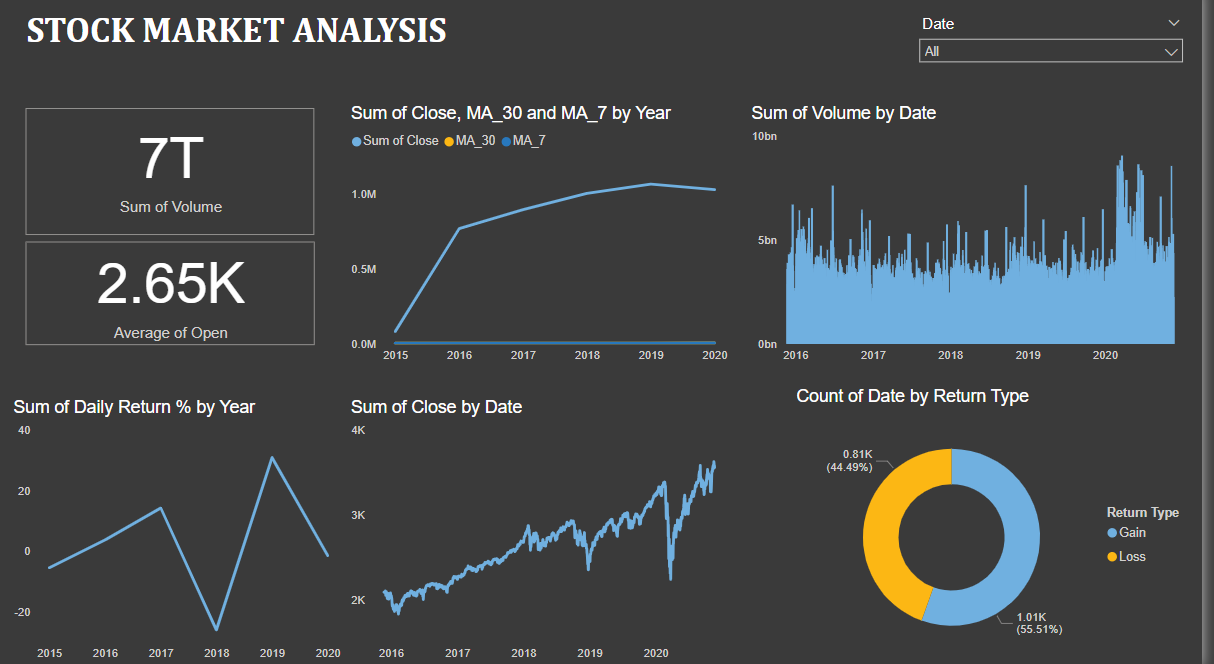 STOCK MARKET ANALYSIS
Date
All
7T
Sum of Volume
2.65K
Average of Open
Sum of Close, MA_30 and MA_7 by Year
Sum of Close MA_30 MA_7
1.0M
0.5M
0.0M
2015 2016 2017 2018 2019 2020
Sum of Volume by Date
10bn
5bn
0bn
2016 2017 2018 2019 2020
Sum of Daily Return % by Year
40
20
0
-20
2015 2016 2017 2018 2019 2020
Sum of Close by Date
4K
3K
2K
2016 2017 2018 2019 2020
Count of Date by Return Type
0.81K
(44.49%)
1.01K
(55.51%)
Return Type
Gain
Loss